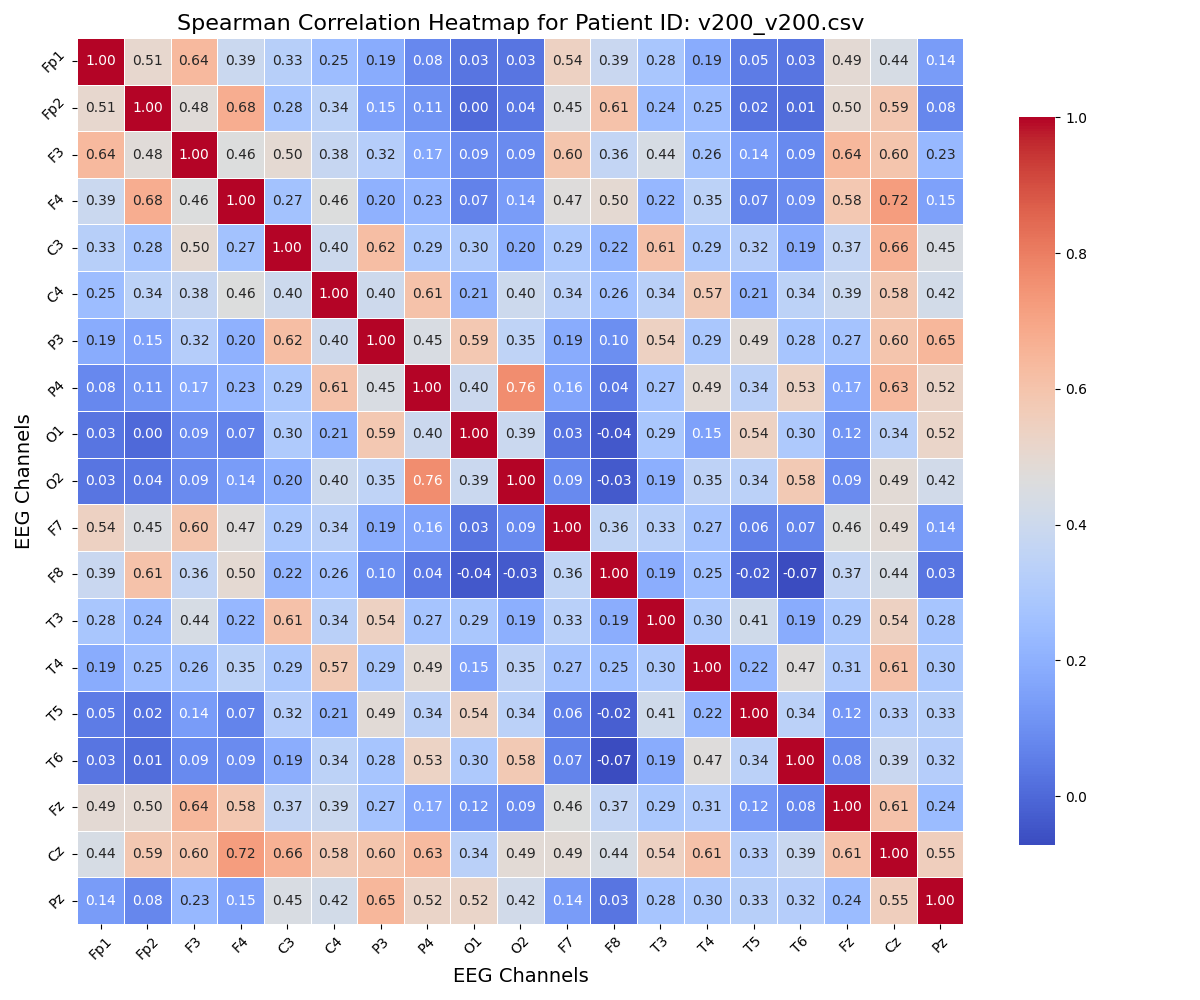 Spearman Correlation Heatmap for Patient ID: v200_v200.csv
Fp1 1.00 0.51 0.64 0.39 0.33 0.25 0.19 0.08 0.03 0.03 0.54 0.39 0.28 0.19 0.05 0.03 0.49 0.44 0.14
Fp2 0.51 1.00 0.48 0.68 0.28 0.34 0.15 0.11 0.00 0.04 0.45 0.61 0.24 0.25 0.02 0.01 0.50 0.59 0.08
F3 0.64 0.48 1.00 0.46 0.50 0.38 0.32 0.17 0.09 0.09 0.60 0.36 0.44 0.26 0.14 0.09 0.64 0.60 0.23
F4 0.39 0.68 0.46 1.00 0.27 0.46 0.20 0.23 0.07 0.14 0.47 0.50 0.22 0.35 0.07 0.09 0.58 0.72 0.15
C3 0.33 0.28 0.50 0.27 1.00 0.40 0.62 0.29 0.30 0.20 0.29 0.22 0.61 0.29 0.32 0.19 0.37 0.66 0.45
C4 0.25 0.34 0.38 0.46 0.40 1.00 0.40 0.61 0.21 0.40 0.34 0.26 0.34 0.57 0.21 0.34 0.39 0.58 0.42
P3 0.19 0.15 0.32 0.20 0.62 0.40 1.00 0.45 0.59 0.35 0.19 0.10 0.54 0.29 0.49 0.28 0.27 0.60 0.65
P4 0.08 0.11 0.17 0.23 0.29 0.61 0.45 1.00 0.40 0.76 0.16 0.04 0.27 0.49 0.34 0.53 0.17 0.63 0.52
O1 0.03 0.00 0.09 0.07 0.30 0.21 0.59 0.40 1.00 0.39 0.03 -0.04 0.29 0.15 0.54 0.30 0.12 0.34 0.52
O2 0.03 0.04 0.09 0.14 0.20 0.40 0.35 0.76 0.39 1.00 0.09 -0.03 0.19 0.35 0.34 0.58 0.09 0.49 0.42
F7 0.54 0.45 0.60 0.47 0.29 0.34 0.19 0.16 0.03 0.09 1.00 0.36 0.33 0.27 0.06 0.07 0.46 0.49 0.14
F8 0.39 0.61 0.36 0.50 0.22 0.26 0.10 0.04 -0.04 -0.03 0.36 1.00 0.19 0.25 -0.02 -0.07 0.37 0.44 0.03
T3 0.28 0.24 0.44 0.22 0.61 0.34 0.54 0.27 0.29 0.19 0.33 0.19 1.00 0.30 0.41 0.19 0.29 0.54 0.28
T4 0.19 0.25 0.26 0.35 0.29 0.57 0.29 0.49 0.15 0.35 0.27 0.25 0.30 1.00 0.22 0.47 0.31 0.61 0.30
T5 0.05 0.02 0.14 0.07 0.32 0.21 0.49 0.34 0.54 0.34 0.06 -0.02 0.41 0.22 1.00 0.34 0.12 0.33 0.33
T6 0.03 0.01 0.09 0.09 0.19 0.34 0.28 0.53 0.30 0.58 0.07 -0.07 0.19 0.47 0.34 1.00 0.08 0.39 0.32
Fz 0.49 0.50 0.64 0.58 0.37 0.39 0.27 0.17 0.12 0.09 0.46 0.37 0.29 0.31 0.12 0.08 1.00 0.61 0.24
Cz 0.44 0.59 0.60 0.72 0.66 0.58 0.60 0.63 0.34 0.49 0.49 0.44 0.54 0.61 0.33 0.39 0.61 1.00 0.55
Pz 0.14 0.08 0.23 0.15 0.45 0.42 0.65 0.52 0.52 0.42 0.14 0.03 0.28 0.30 0.33 0.32 0.24 0.55 1.00
Fp1 Fp2 F3 F4 C3 C4 P3 P4 O1 O2 F7 F8 T3 T4 T5 T6 Fz Cz Pz
EEG Channels
EEG Channels
1.0
0.8
0.6
0.4
0.2
0.0